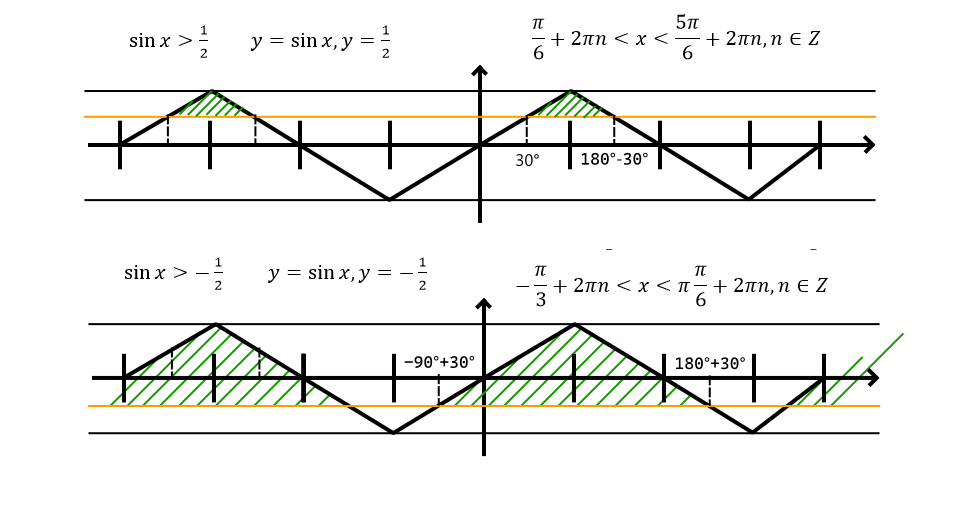 sin x > 1/2 y = sin x, y = 1/2 π/6 + 2πn < x < 5π/6 + 2πn, n ∈ Z
30° 180°-30°
sin x > − 1/2 y = sin x, y = − 1/2 − π/3 + 2πn < x < π π/6 + 2πn, n ∈ Z
−90°+30° 180°+30°